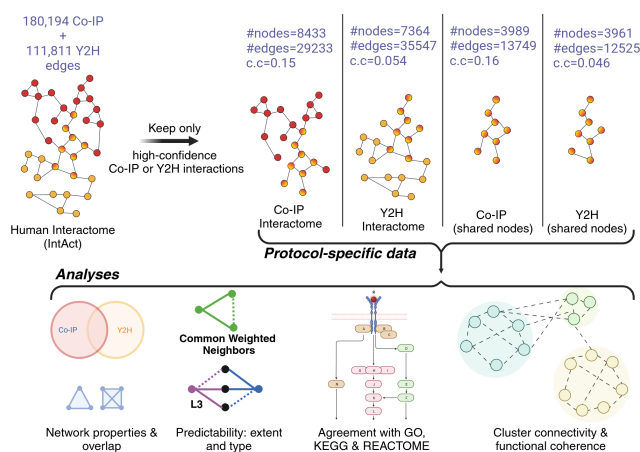 180,194 Co-IP
+
111,811 Y2H
edges
Human Interactome
(IntAct)
Keep only
high-confidence
Co-IP or Y2H interactions
#nodes=8433
#edges=29233
c.c=0.15
Co-IP
Interactome
#nodes=7364
#edges=35547
c.c=0.054
Y2H
Interactome
#nodes=3989
#edges=13749
c.c=0.16
Co-IP
(shared nodes)
#nodes=3961
#edges=12525
c.c=0.046
Y2H
(shared nodes)
Protocol-specific data
Analyses
Co-IP
Y2H
Network properties &
overlap
Common Weighted
Neighbors
L3
Predictability: extent
and type
Agreement with GO,
KEGG & REACTOME
Cluster connectivity &
functional coherence